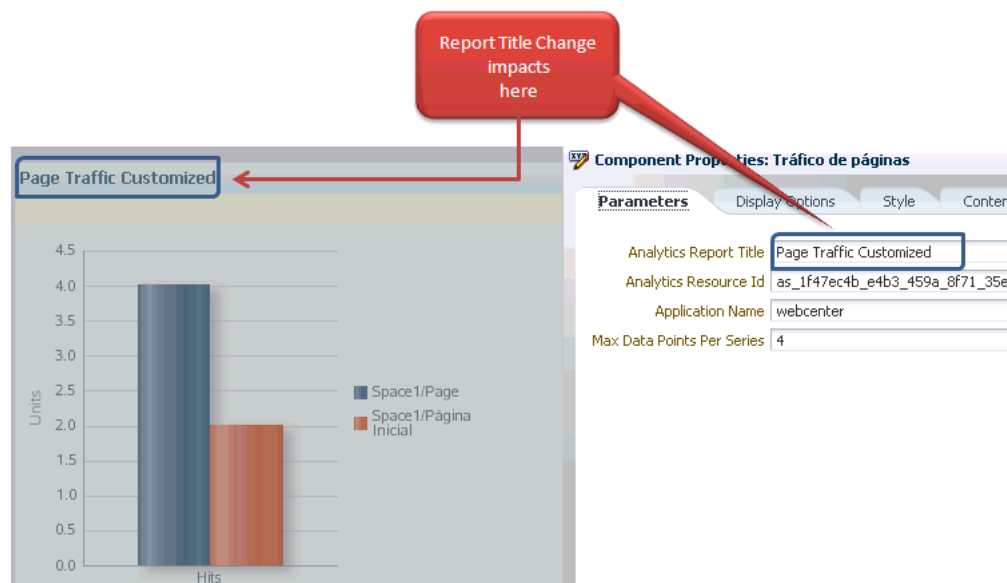 Report Title Change
impacts
here
Page Traffic Customized
4.5
4.0
3.5
3.0
2.5
2.0
1.5
1.0
0.5
0.0
Units
Hits
Space1/Page
Space1/Página
Inicial
Component Properties: Tráfico de páginas
Parameters Display Options Style Conten
Analytics Report Title Page Traffic Customized
Analytics Resource Id as_1f47ec4b_e4b3_459a_8f71_35e
Application Name webcenter
Max Data Points Per Series 4